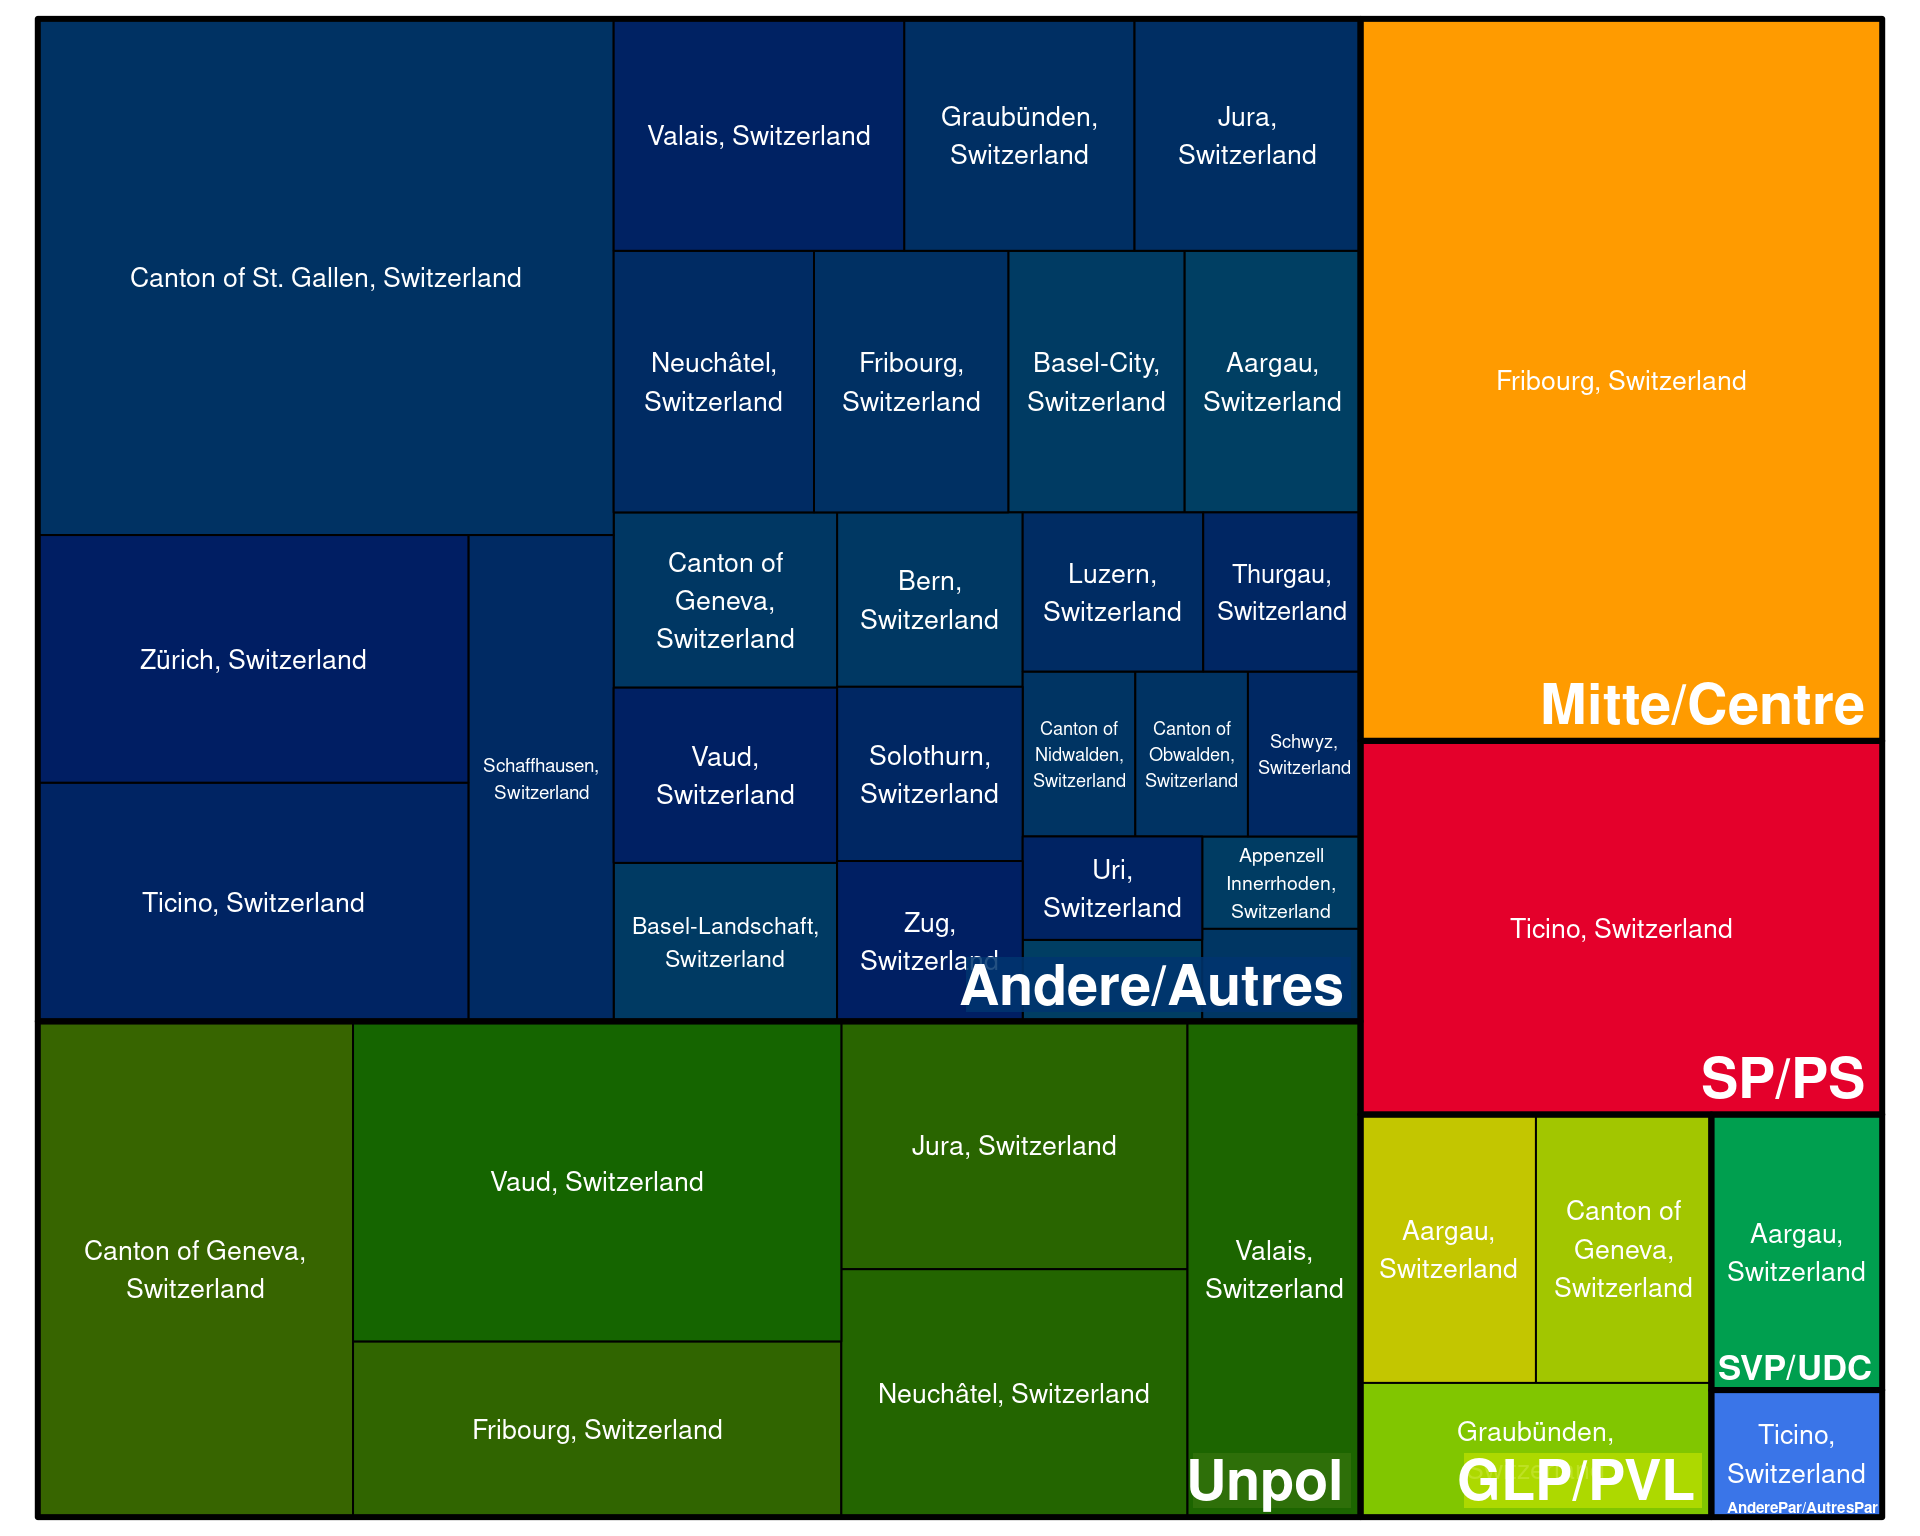 Canton of St. Gallen, Switzerland
Valais, Switzerland
Graubünden,
Switzerland
Jura,
Switzerland
Neuchâtel,
Switzerland
Fribourg,
Switzerland
Basel-City,
Switzerland
Aargau,
Switzerland
Zürich, Switzerland
Ticino, Switzerland
Schaffhausen,
Switzerland
Canton of
Geneva,
Switzerland
Bern,
Switzerland
Luzern,
Switzerland
Thurgau,
Switzerland
Vaud,
Switzerland
Solothurn,
Switzerland
Canton of
Nidwalden,
Switzerland
Canton of
Obwalden,
Switzerland
Schwyz,
Switzerland
Basel-Landschaft,
Switzerland
Zug,
Switzerland
Uri,
Switzerland
Appenzell
Innerrhoden,
Switzerland
Andere/Autres
Fribourg, Switzerland
Mitte/Centre
Ticino, Switzerland
SP/PS
Canton of Geneva,
Switzerland
Vaud, Switzerland
Fribourg, Switzerland
Jura, Switzerland
Neuchâtel, Switzerland
Valais,
Switzerland
Unpol
Aargau,
Switzerland
Canton of
Geneva,
Switzerland
Graubünden,
GLP/PVL
Aargau,
Switzerland
SVP/UDC
Ticino,
Switzerland
AnderePar/AutresPar